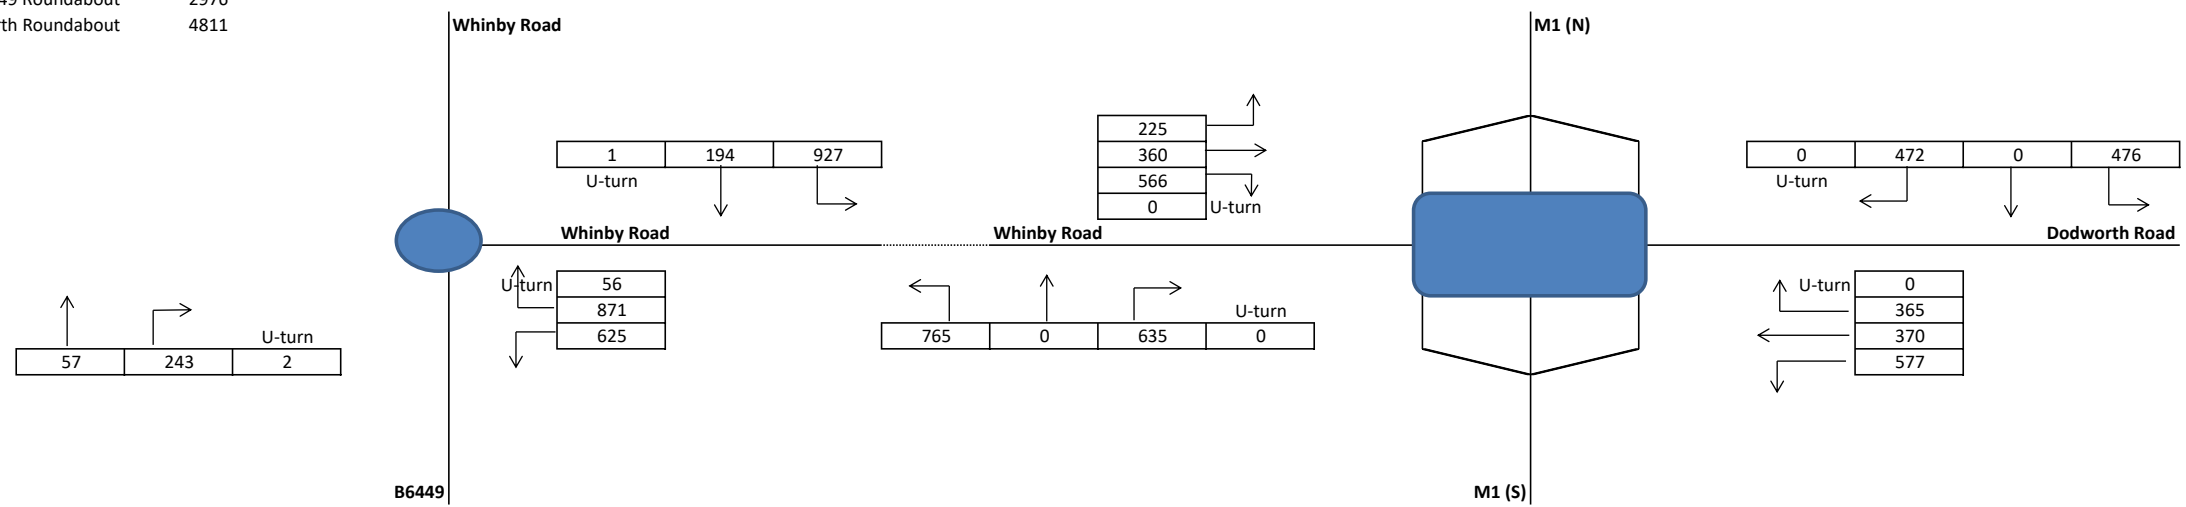 2976
Roundabout 4811
Whinby Road
M1 (N)
225
360
566
0 U-turn
1 194 927
U-turn
0 472 0 476
U-turn
Whinby Road
Whinby Road
Dodworth Road
U-turn 56
871
625
U-turn
765 0 635 0
U-turn 0
365
370
577
U-turn
57 243 2
B6449
M1 (S)